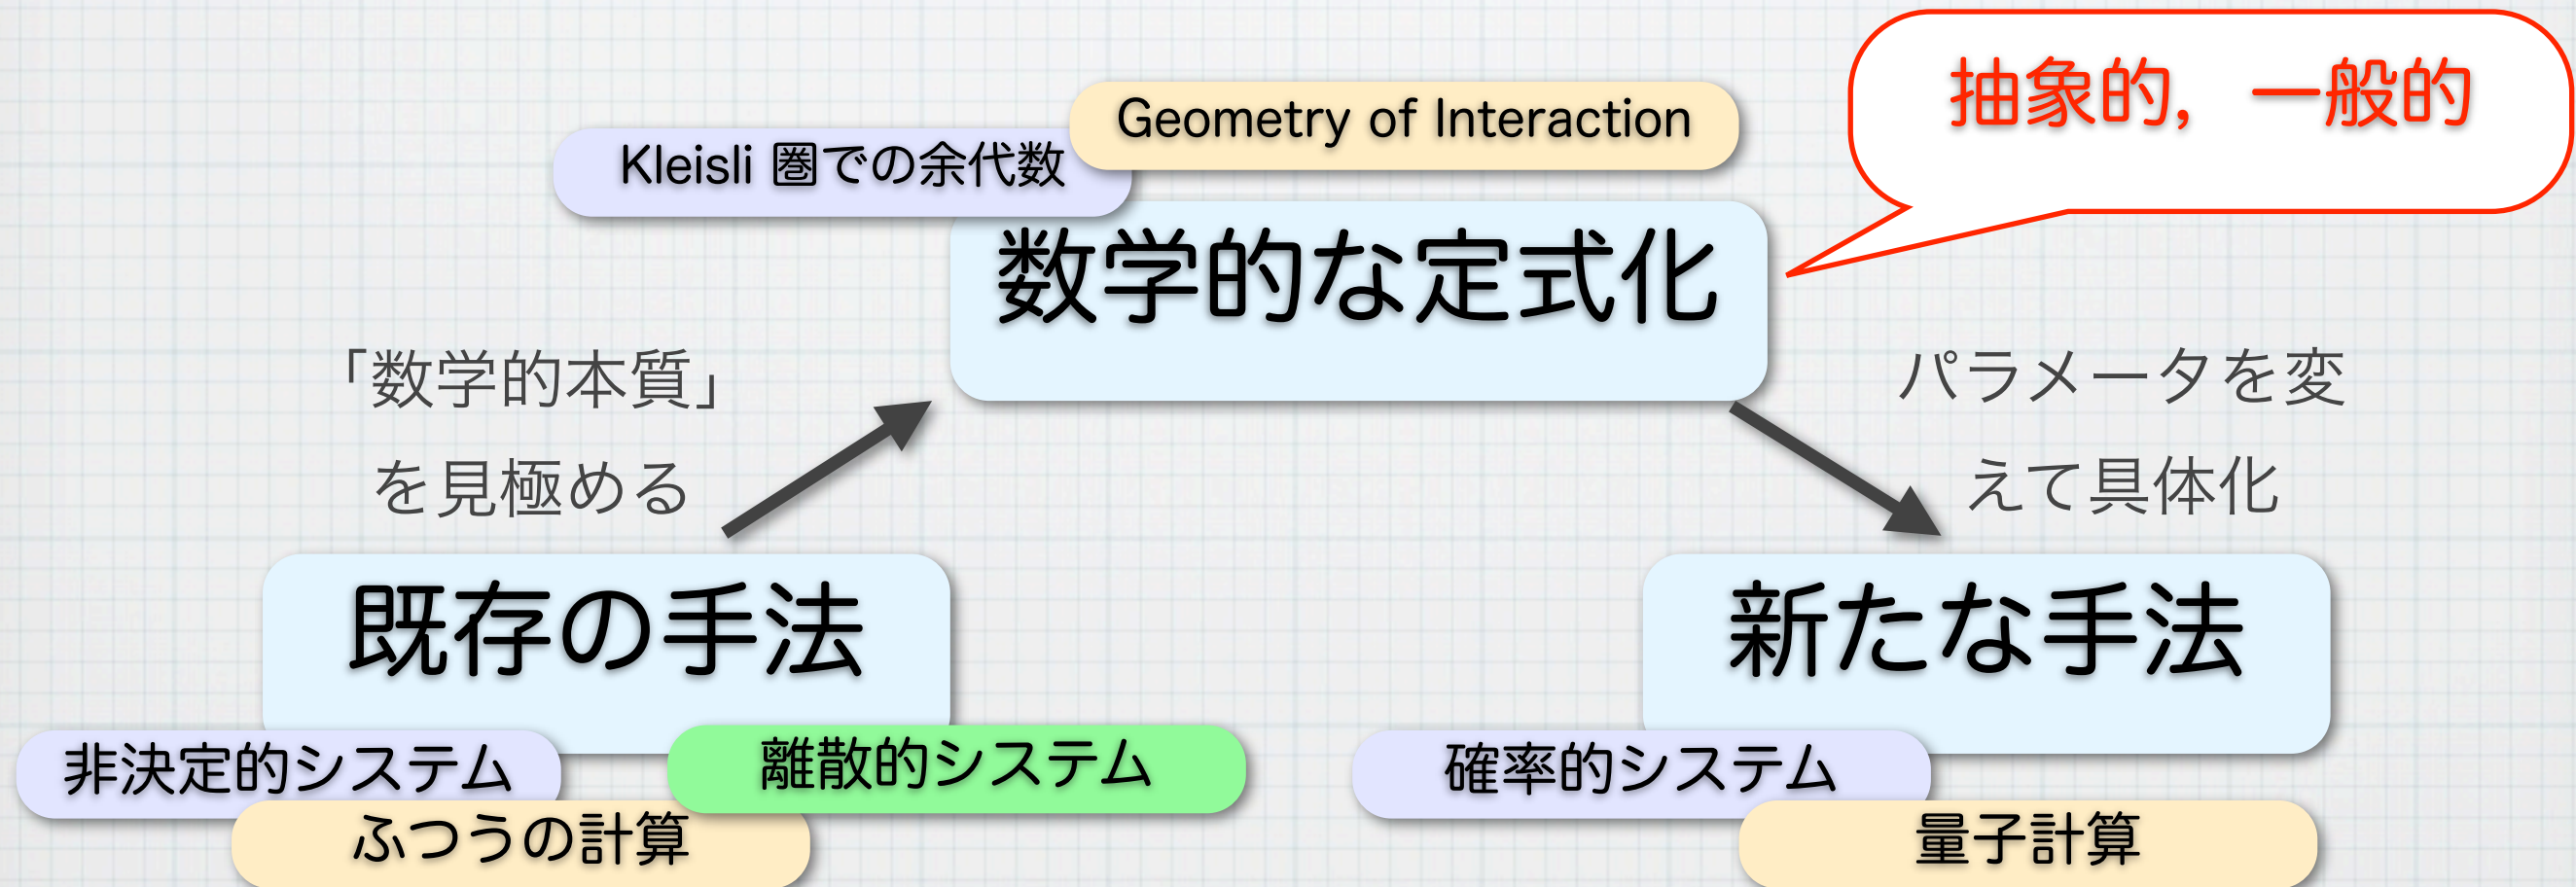 抽象的，一般的
Geometry of Interaction
Kleisli 圏での余代数
数学的な定式化
「数学的本質」
を見極める
パラメータを変
えて具体化
既存の手法
新たな手法
非決定的システム
離散的システム
ふつうの計算
確率的システム
量子計算